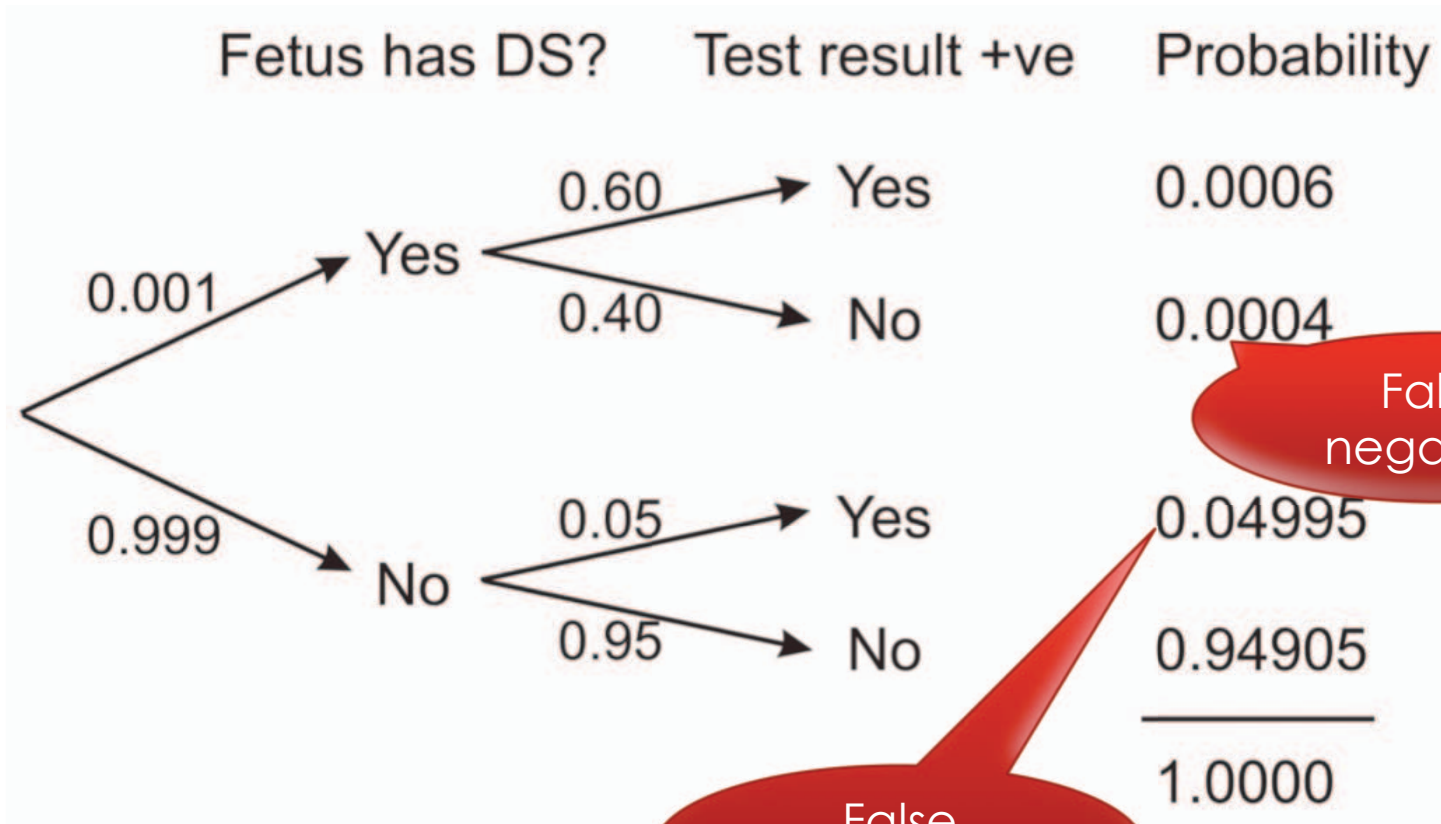 Fetus has DS? Test result +ve Probability
0.60 Yes 0.0006
0.001 Yes
0.40 No 0.0004
0.05 Yes 0.04995
0.999 No
0.95 No 0.94905
1.0000
False